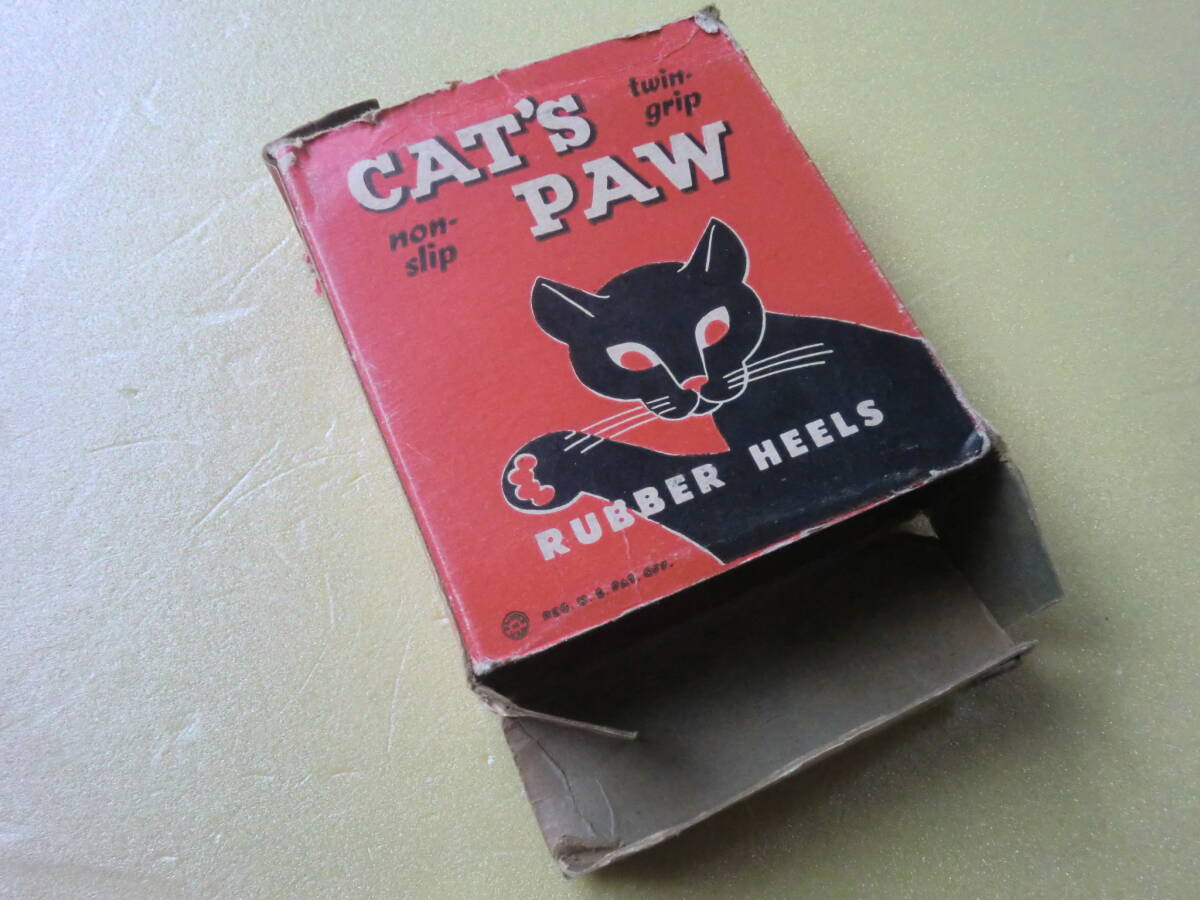 twin-
grip
CAT'S
PAW
non-
slip
RUBBER HEELS
REG. U. S. PAT. OFF.